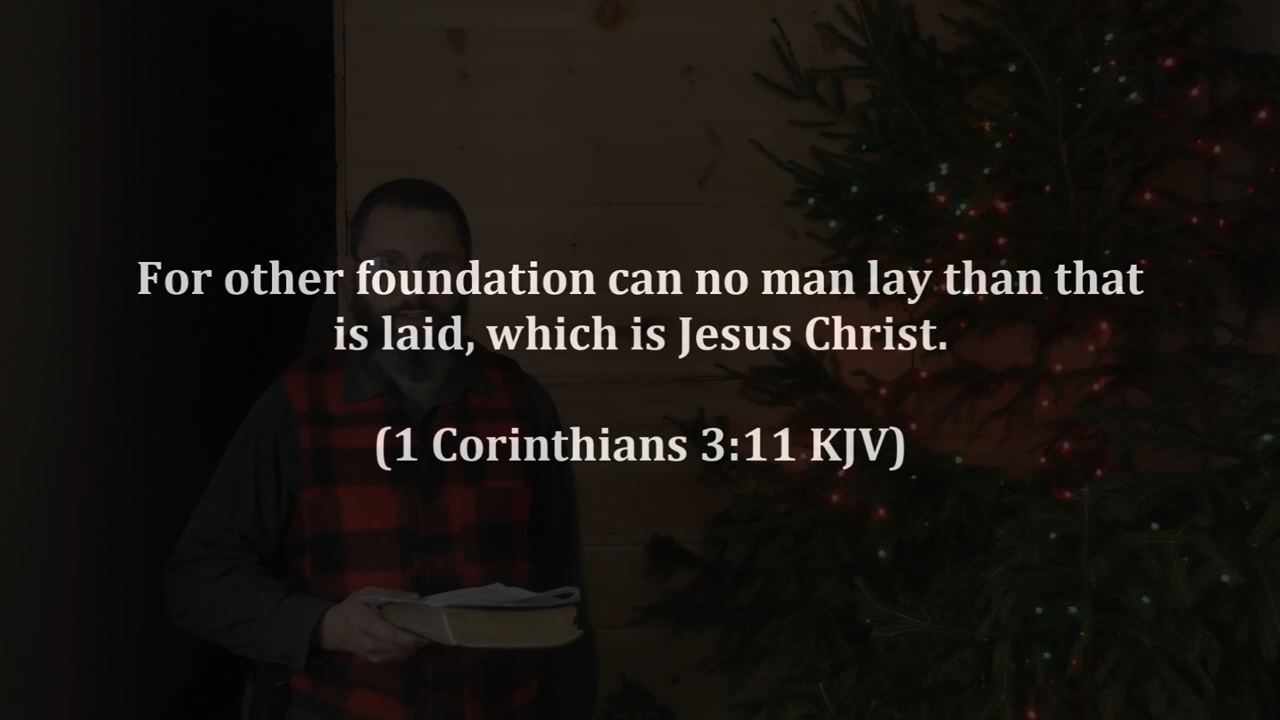 For other foundation can no man lay than that
is laid, which is Jesus Christ.
(1 Corinthians 3:11 KJV)